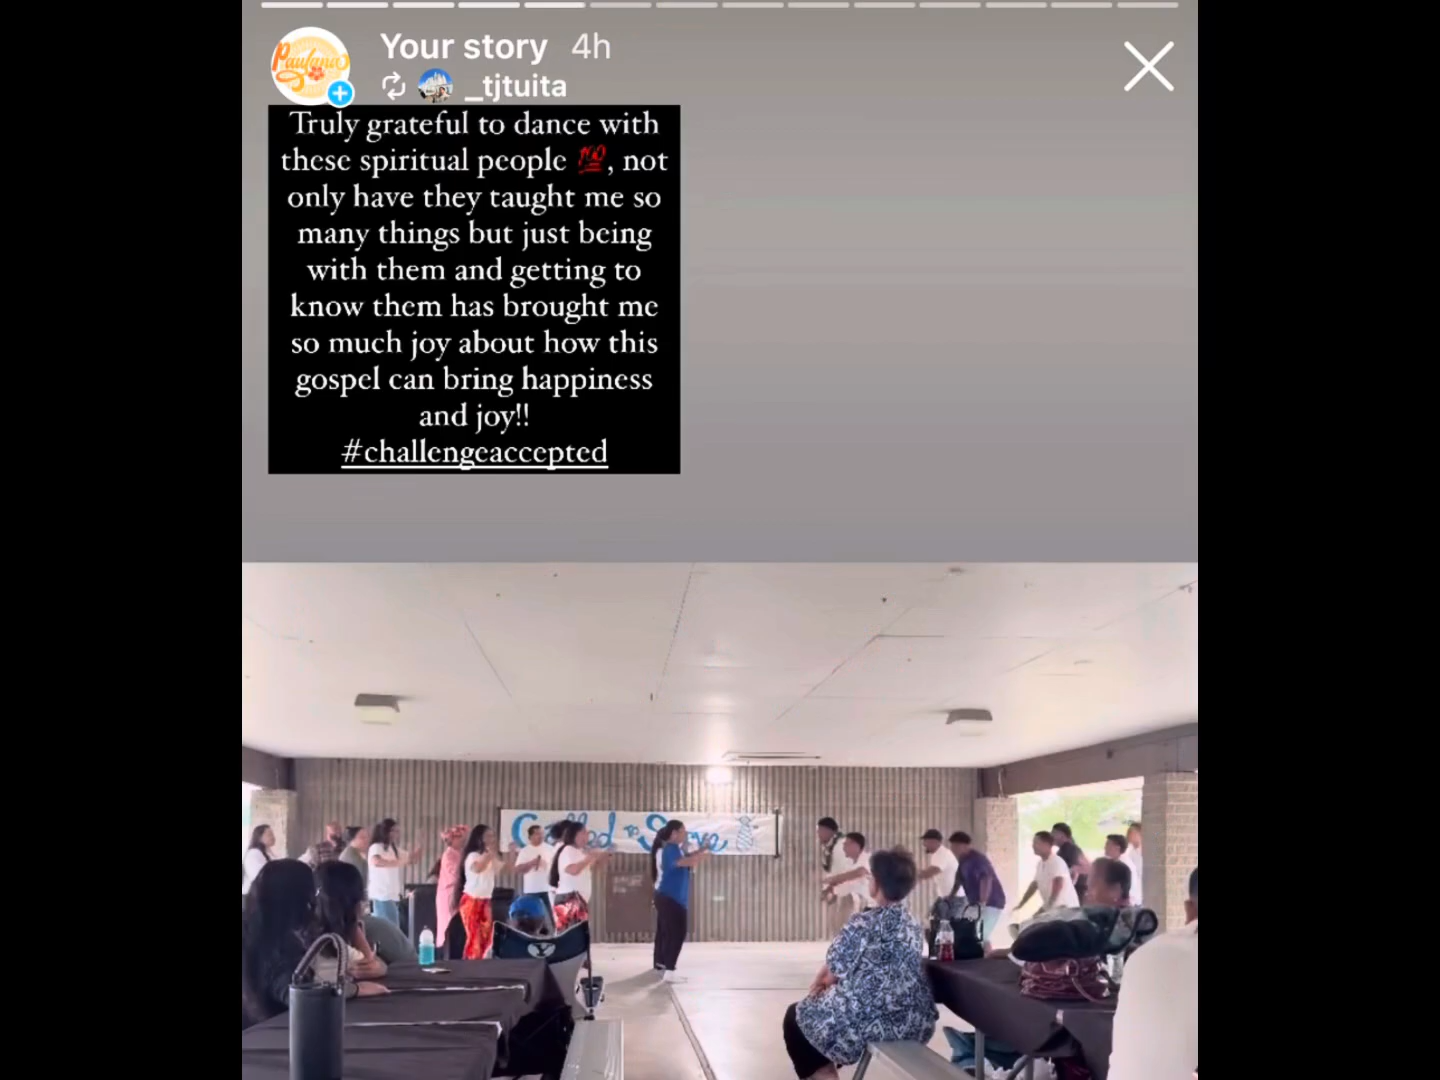 Paulana
Your story 4h
_tjtuita
Truly grateful to dance with
these spiritual people 💯, not
only have they taught me so
many things but just being
with them and getting to
know them has brought me
so much joy about how this
gospel can bring happiness
and joy!!
#challengeaccepted
Called to Serve
Y